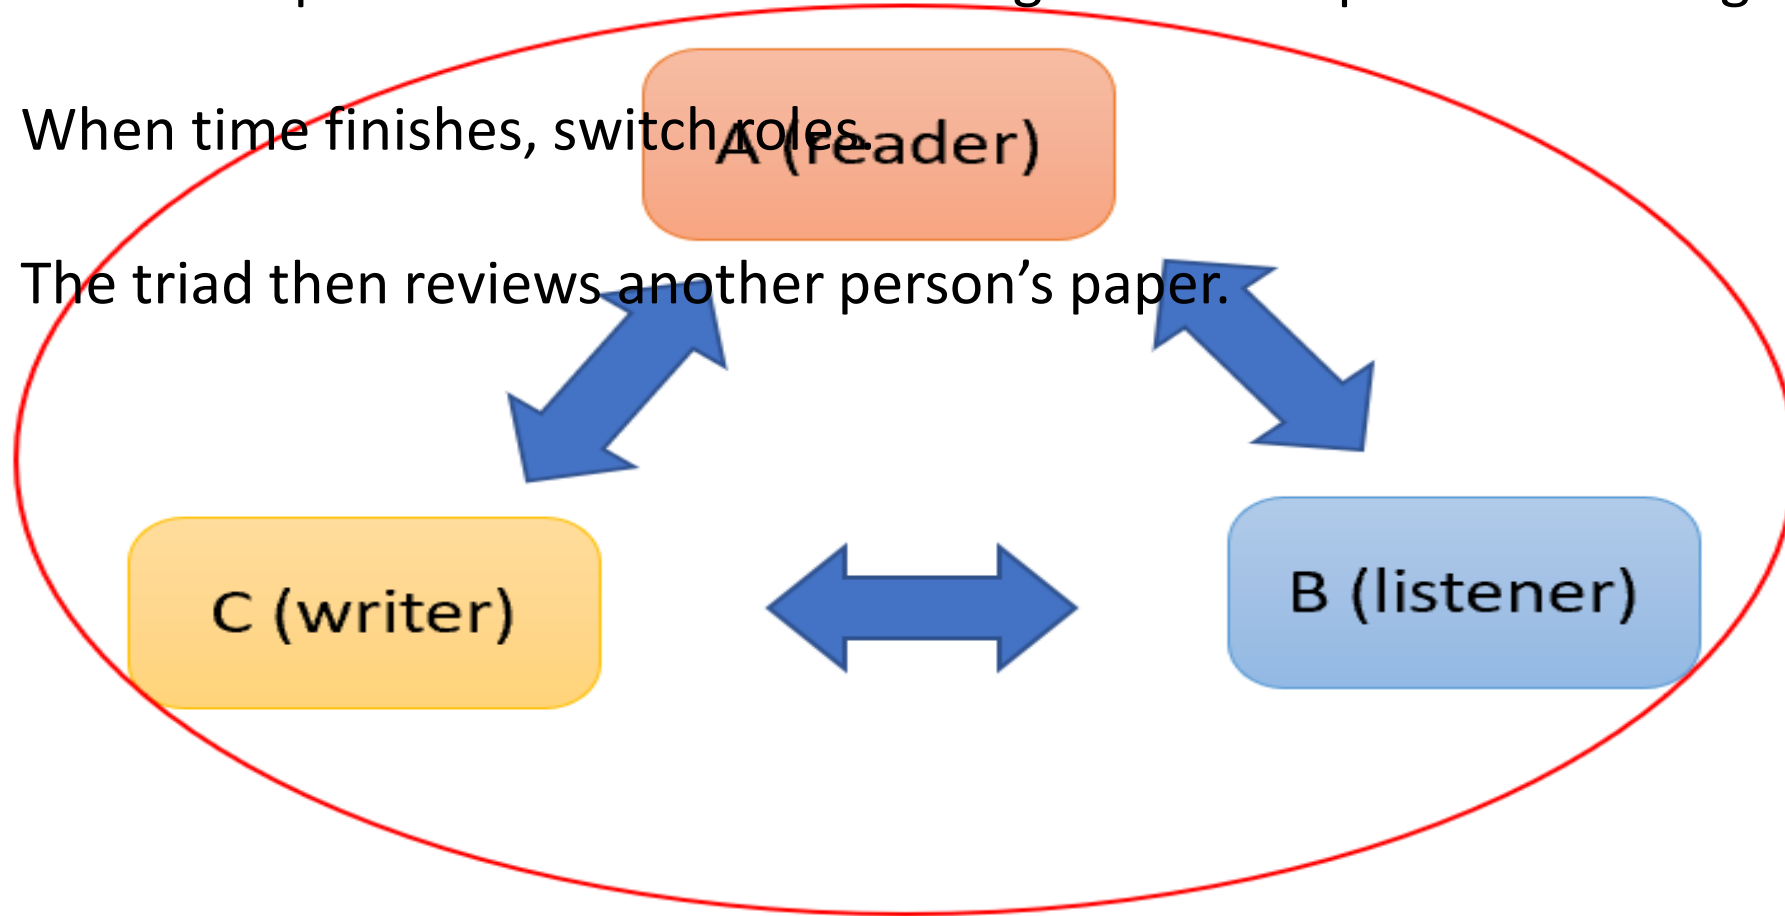 When time finishes, switch roles.
A (reader)
The triad then reviews another person’s paper.
C (writer)
B (listener)